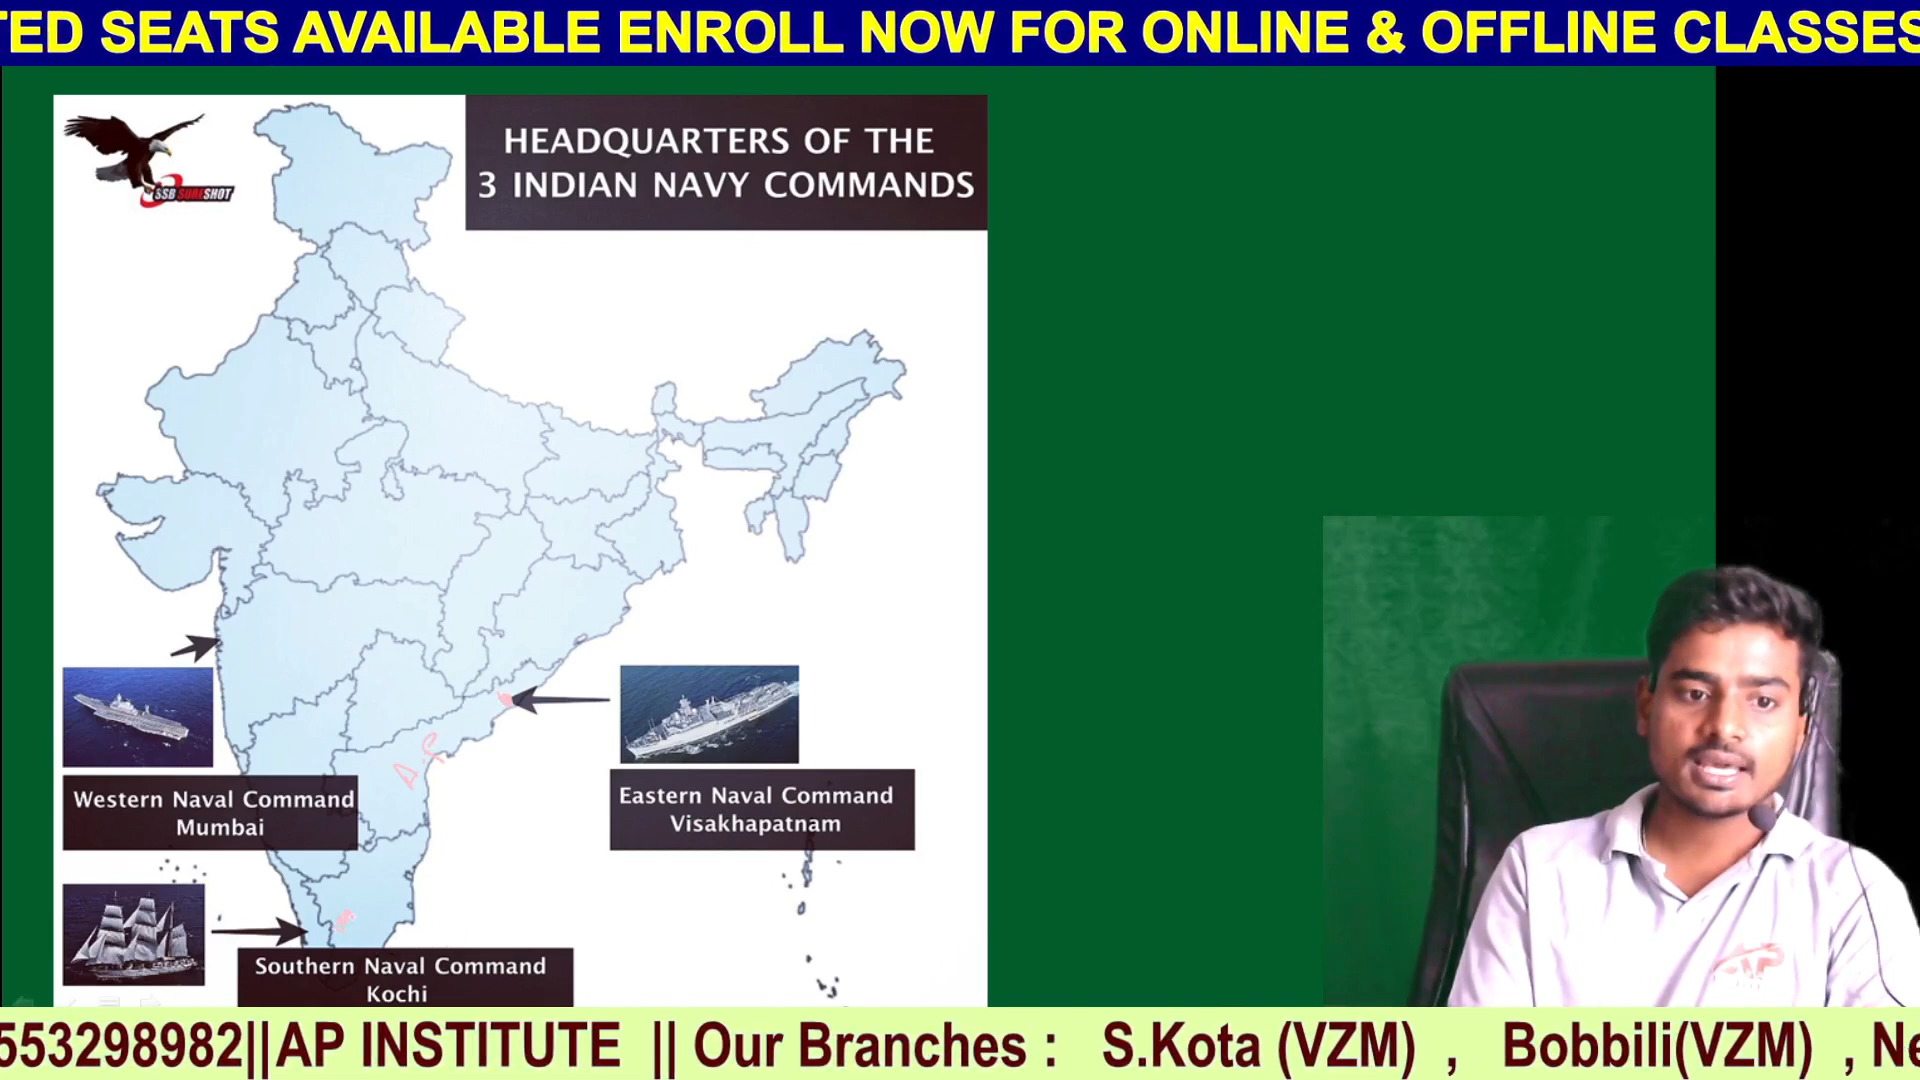 TED SEATS AVAILABLE ENROLL NOW FOR ONLINE & OFFLINE CLASSES
HEADQUARTERS OF THE
3 INDIAN NAVY COMMANDS
SSB SURESHOT
Western Naval Command
Mumbai
Eastern Naval Command
Visakhapatnam
Southern Naval Command
Kochi
553298982||AP INSTITUTE || Our Branches : S.Kota (VZM) , Bobbili(VZM) , Ne